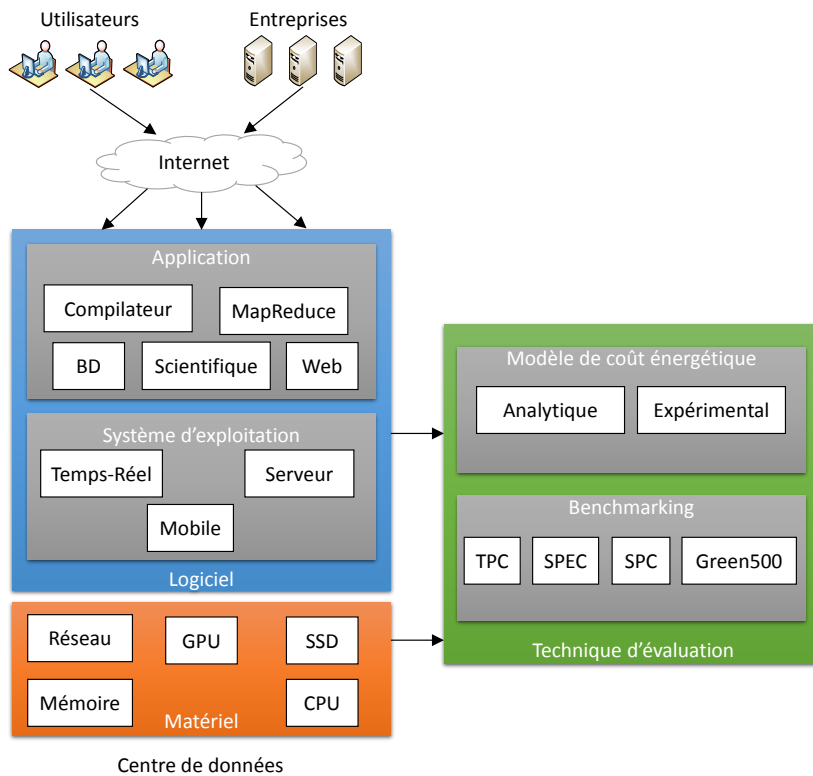 Utilisateurs
Entreprises
Internet
Application
Compilateur
MapReduce
BD
Scientifique
Web
Système d’exploitation
Temps-Réel
Serveur
Mobile
Logiciel
Modèle de coût énergétique
Analytique
Expérimental
Benchmarking
TPC
SPEC
SPC
Green500
Technique d’évaluation
Réseau
GPU
SSD
Mémoire
CPU
Matériel
Centre de données